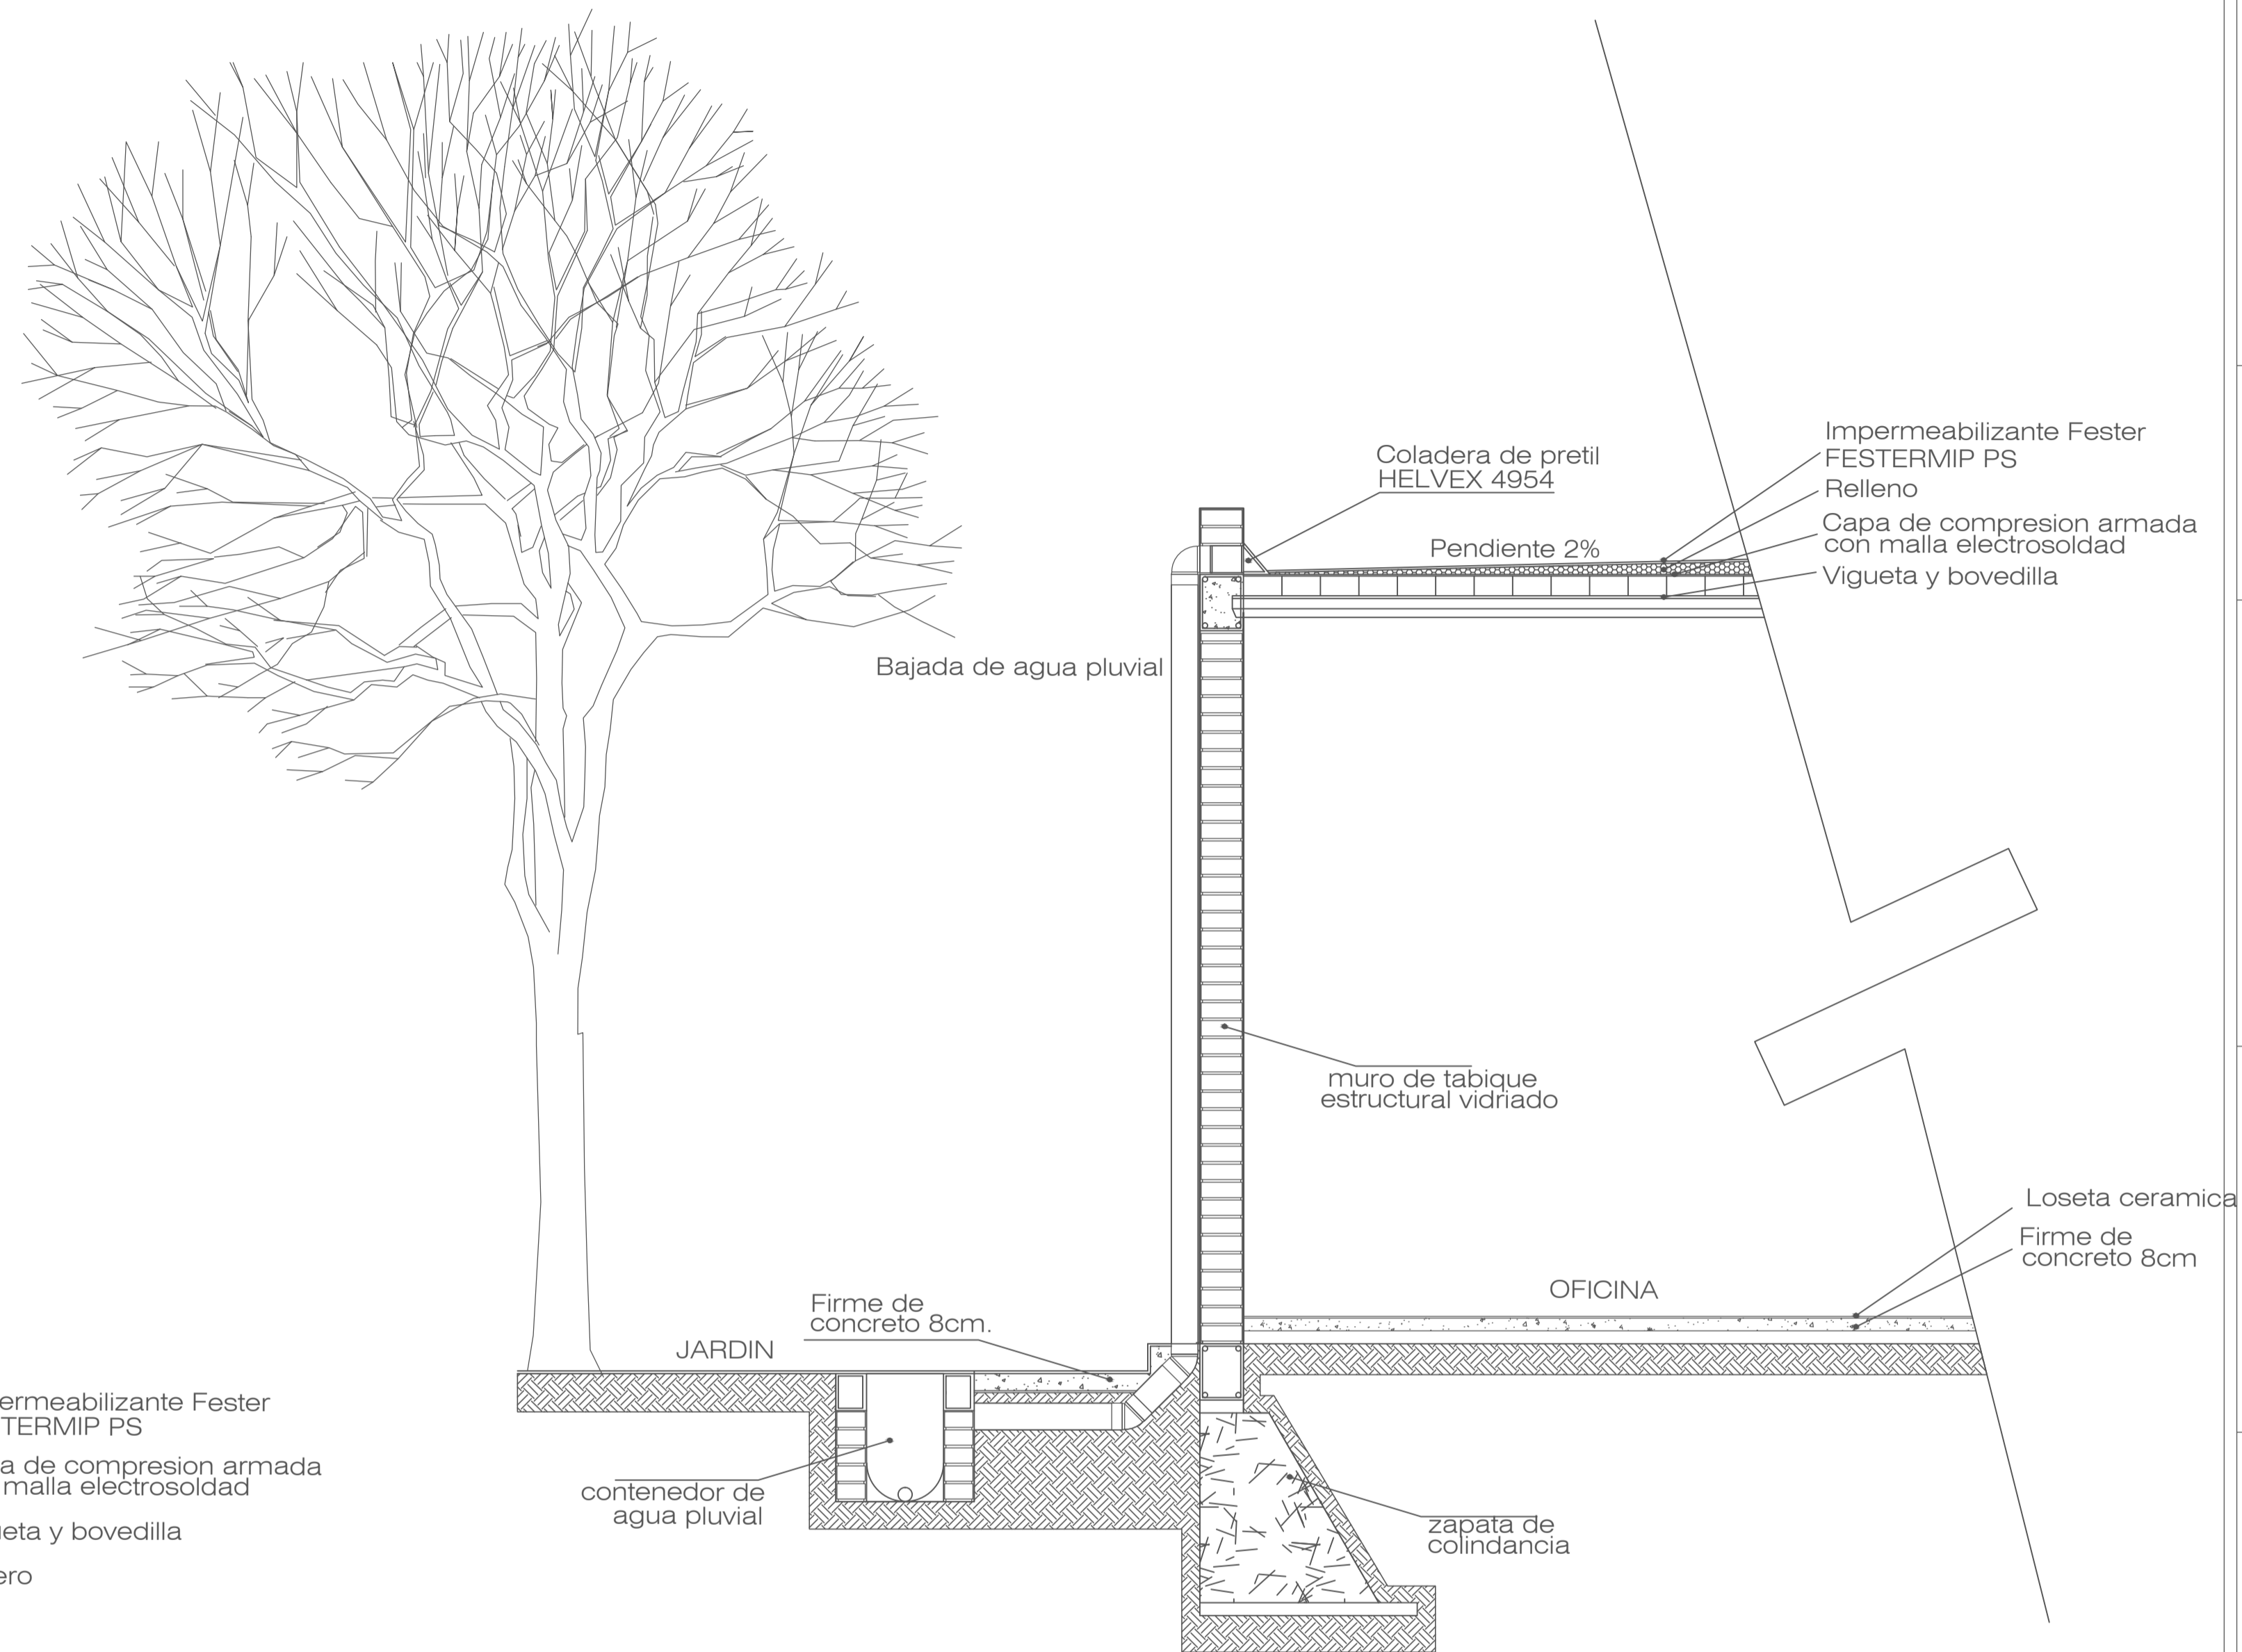 Coladera de pretil
HELVEX 4954
Impermeabilizante Fester
FESTERMIP PS
Relleno
Capa de compresion armada
con malla electrosoldad
Vigueta y bovedilla
Pendiente 2%
Bajada de agua pluvial
muro de tabique
estructural vidriado
Loseta ceramica
Firme de
concreto 8cm
OFICINA
Firme de
concreto 8cm.
JARDIN
contenedor de
agua pluvial
zapata de
colindancia
ermeabilizante Fester
TERMIP PS
a de compresion armada
malla electrosoldad
ueta y bovedilla
ero